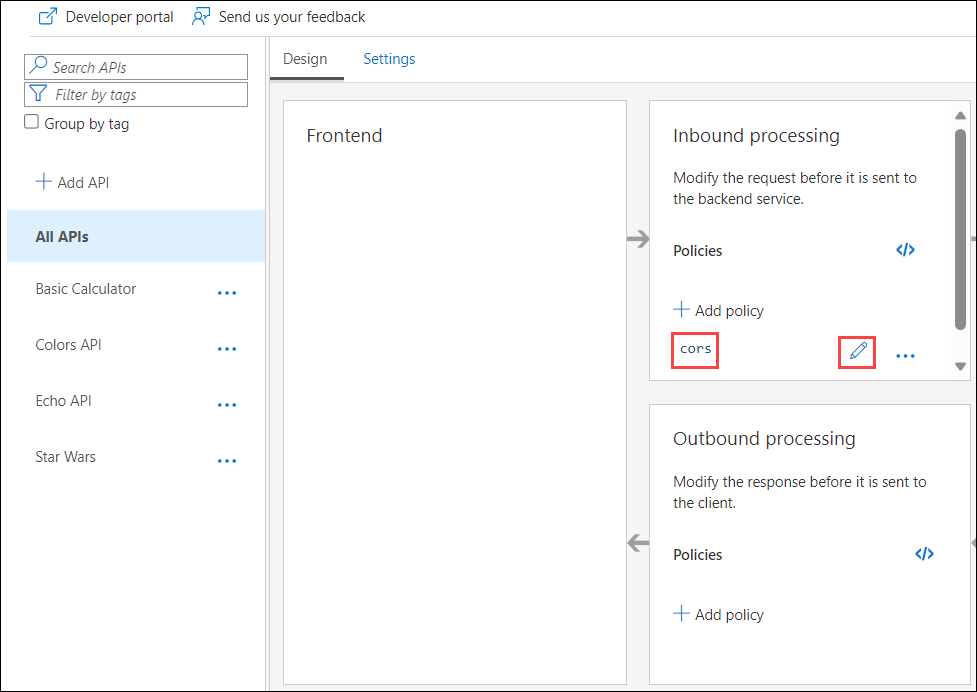 Developer portal
Send us your feedback
Search APIs
Filter by tags
Group by tag
Add API
All APIs
Basic Calculator
Colors API
Echo API
Star Wars
Design
Settings
Frontend
Inbound processing
Modify the request before it is sent to
the backend service.
Policies
</>
Add policy
cors
Outbound processing
Modify the response before it is sent to
the client.
Policies
</>
Add policy